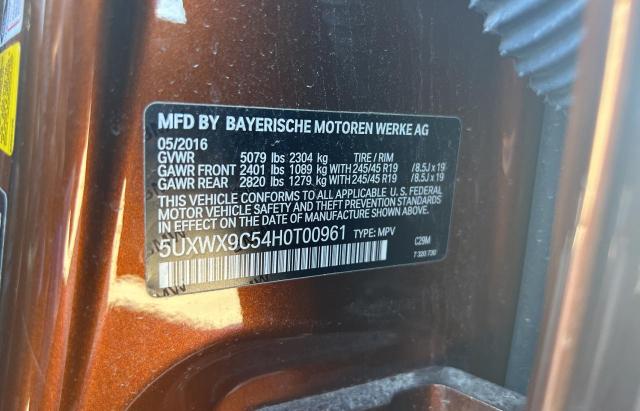 MFD BY BAYERISCHE MOTOREN WERKE AG
05/2016
GVWR 5079 lbs 2304 kg TIRE / RIM
GAWR FRONT 2401 lbs 1089 kg WITH 245/45 R19 /8.5J x 19
GAWR REAR 2820 lbs 1279 kg WITH 245/45 R19 /8.5J x 19
THIS VEHICLE CONFORMS TO ALL APPLICABLE U. S. FEDERAL
MOTOR VEHICLE SAFETY AND THEFT PREVENTION STANDARDS
IN EFFECT ON THE DATE OF MANUFACTURE SHOWN ABOVE.
5UXWX9C54H0T00961 TYPE: MPV
C29M